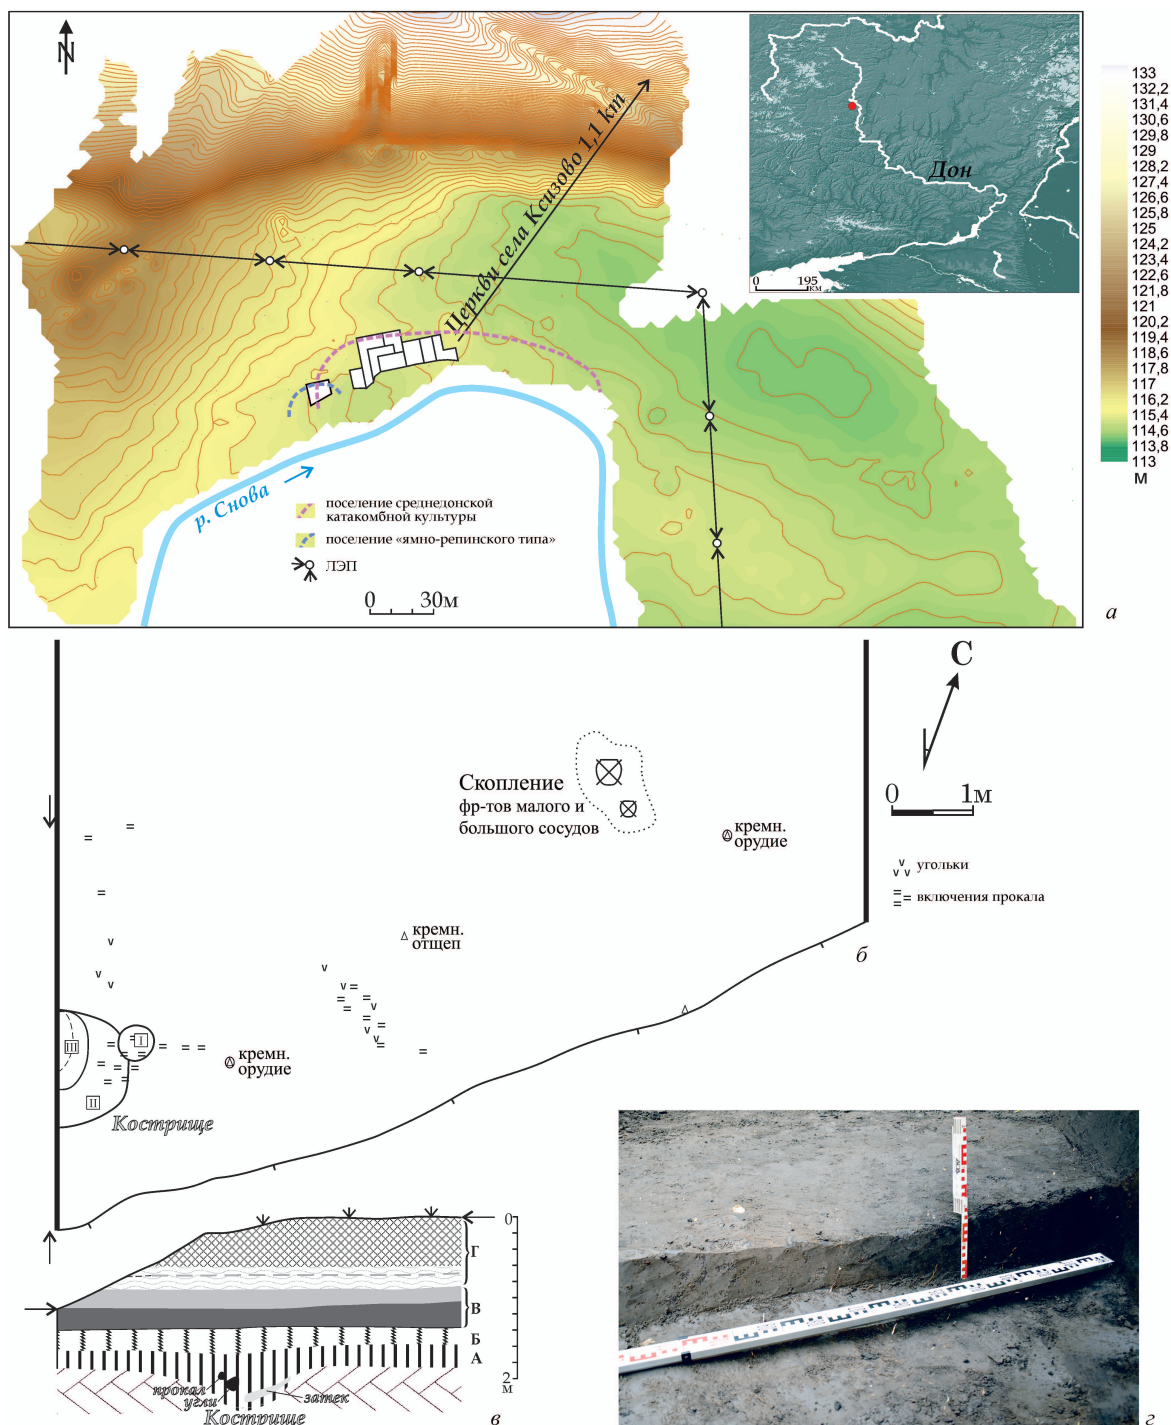 N
Церкви села Ксизово 1,1 km
Дон
0 195
КМ
133
132,2
131,4
130,6
129,8
129
128,2
127,4
126,6
125,8
125
124,2
123,4
122,6
121,8
121
120,2
119,4
118,6
117,8
117
116,2
115,4
114,6
113,8
113
м
р. Снова
поселение среднедонской
катакомбной культуры
поселение «ямно-репинского типа»
ЛЭП
0 30м
а
С
0 1м
Скопление
фр-тов малого и
большого сосудов
кремн.
орудие
угольки
включения прокала
кремн.
отщеп
б
I
III
II
кремн.
орудие
Кострище
0
Г
В
Б
А
2
м
прокал
угли
затек
Кострище
в
г